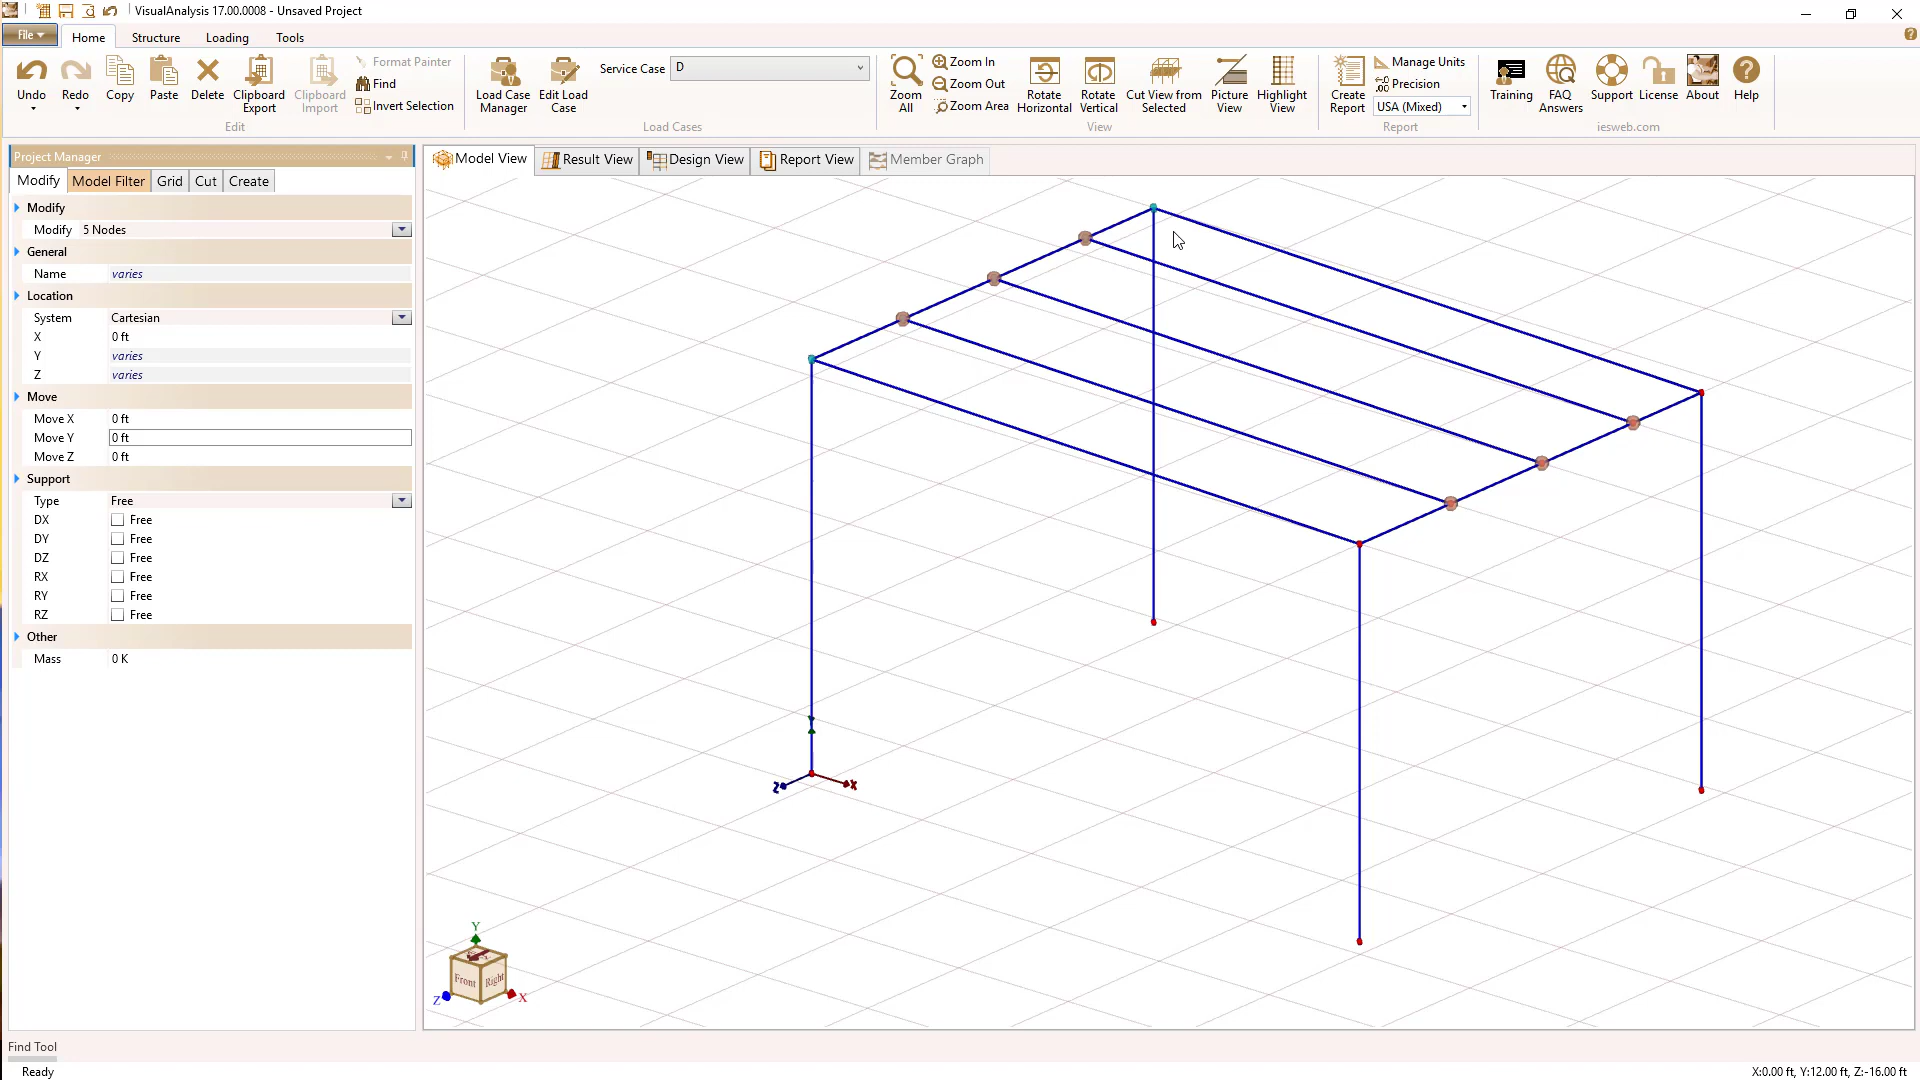 VisualAnalysis 17.00.0008 - Unsaved Project
File
Home
Structure
Loading
Tools
Undo
Redo
Copy
Paste
Delete
Clipboard Export
Clipboard Import
Format Painter
Find
Invert Selection
Edit
Load Case Manager
Edit Load Case
Service Case
D
Load Cases
Zoom All
Zoom In
Zoom Out
Zoom Area
Rotate Horizontal
Rotate Vertical
Cut View from Selected
Picture View
Highlight View
View
Create Report
Manage Units
.00 Precision
USA (Mixed)
Report
Training
FAQ Answers
Support
License
About
Help
iesweb.com
Project Manager
Modify
Model Filter
Grid
Cut
Create
Modify
Modify 5 Nodes
General
Name varies
Location
System Cartesian
X 0 ft
Y varies
Z varies
Move
Move X 0 ft
Move Y 0 ft
Move Z 0 ft
Support
Type Free
DX Free
DY Free
DZ Free
RX Free
RY Free
RZ Free
Other
Mass 0 K
Model View
Result View
Design View
Report View
Member Graph
Y
Z
X
Y
Front
Right
Z
X
Find Tool
Ready
X:0.00 ft, Y:12.00 ft, Z:-16.00 ft